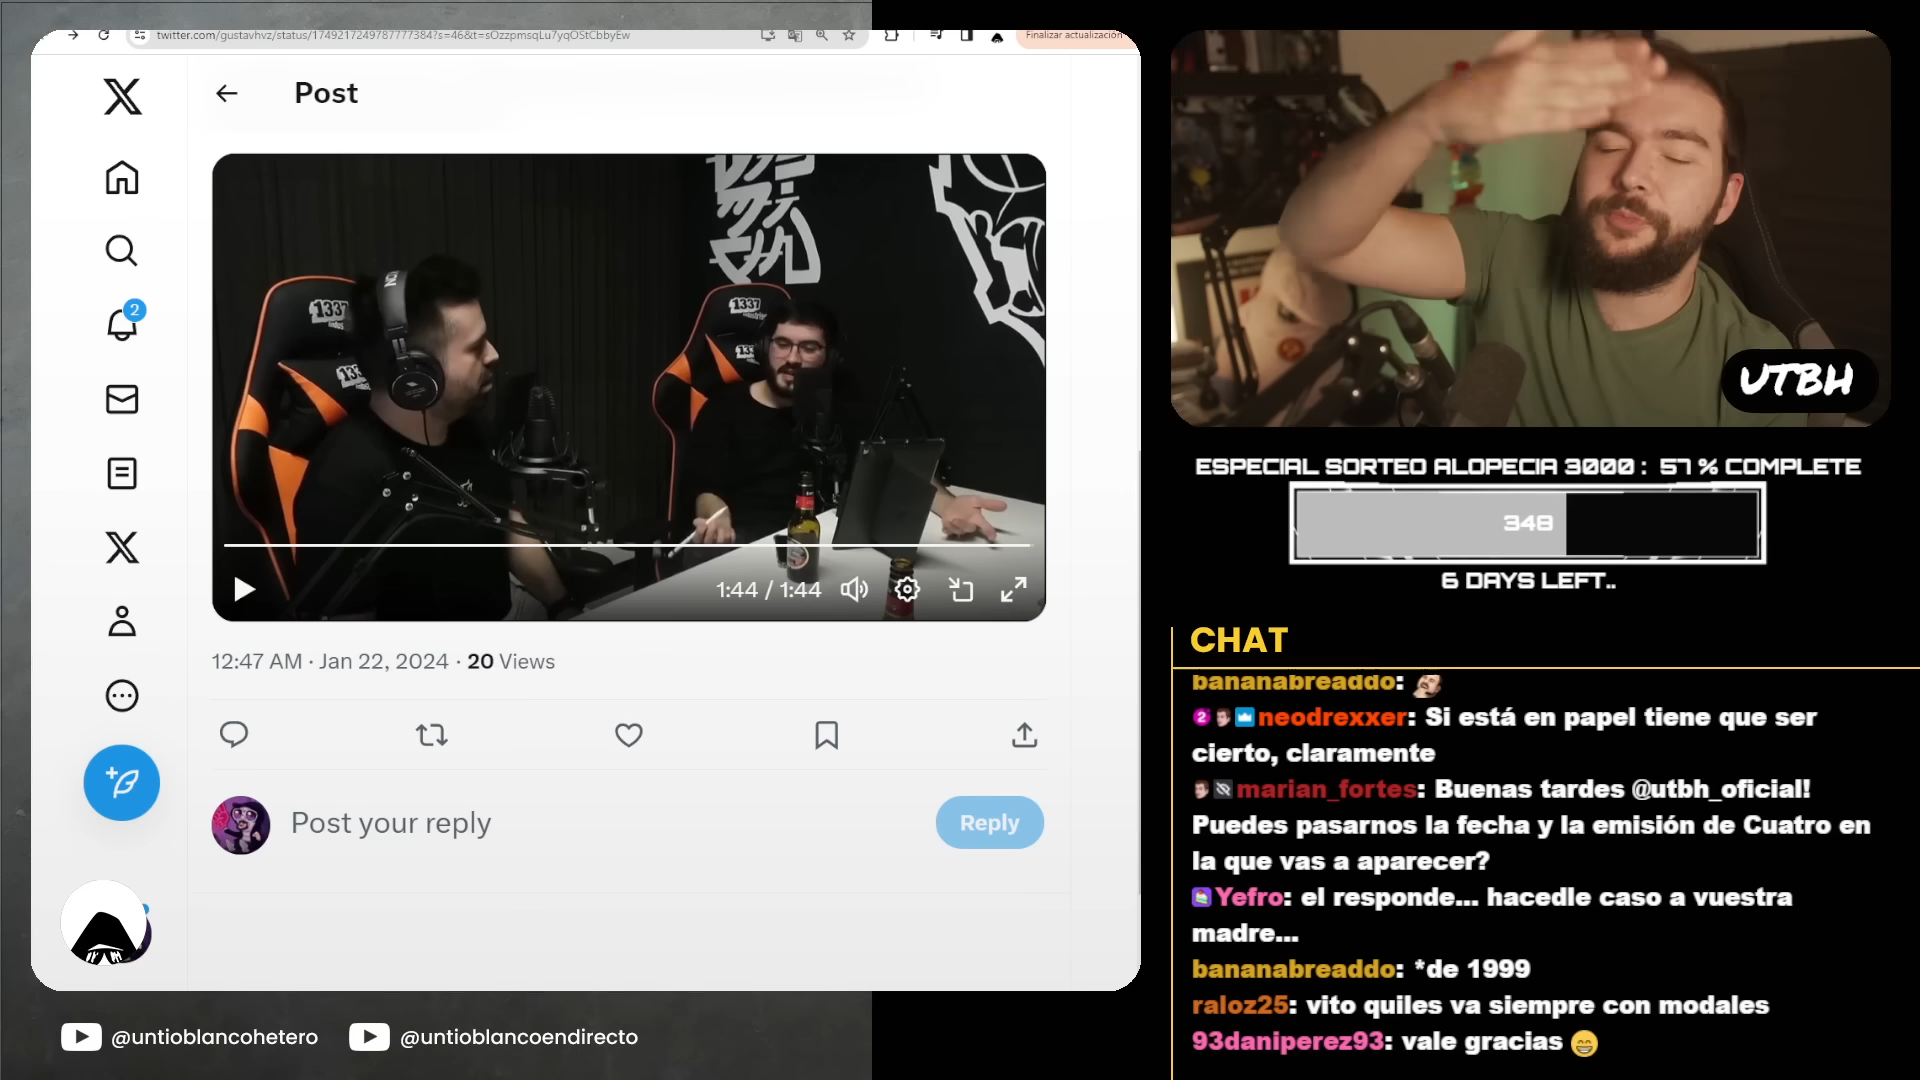 twitter.com/gustavhvz/status/1749217249787777384?s=46&t=sOzzpmsqLu7yqOStCbbyEw
Finalizar actualización
Post
2
1337
1337
12:47 AM · Jan 22, 2024 · 20 Views
1:44 / 1:44
Post your reply
Reply
@untioblancohetero
@untioblancoendirecto
UTBH
ESPECIAL SORTEO ALOPECIA 3000 : 57 % COMPLETE
348
6 DAYS LEFT..
CHAT
bananabreaddo:
neodrexxer: Si está en papel tiene que ser
cierto, claramente
marian_fortes: Buenas tardes @utbh_oficial!
Puedes pasarnos la fecha y la emisión de Cuatro en
la que vas a aparecer?
Yefro: el responde... hacedle caso a vuestra
madre...
bananabreaddo: *de 1999
raloz25: vito quiles va siempre con modales
93daniperez93: vale gracias